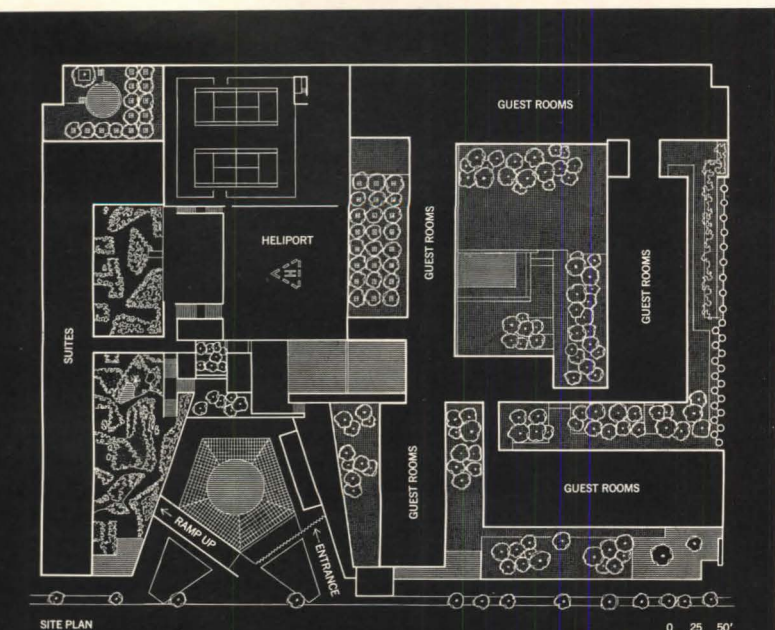 GUEST ROOMS
HELIPORT
GUEST ROOMS
GUEST ROOMS
SUITES
GUEST ROOMS
GUEST ROOMS
← RAMP UP
← ENTRANCE
SITE PLAN
0 25 50'